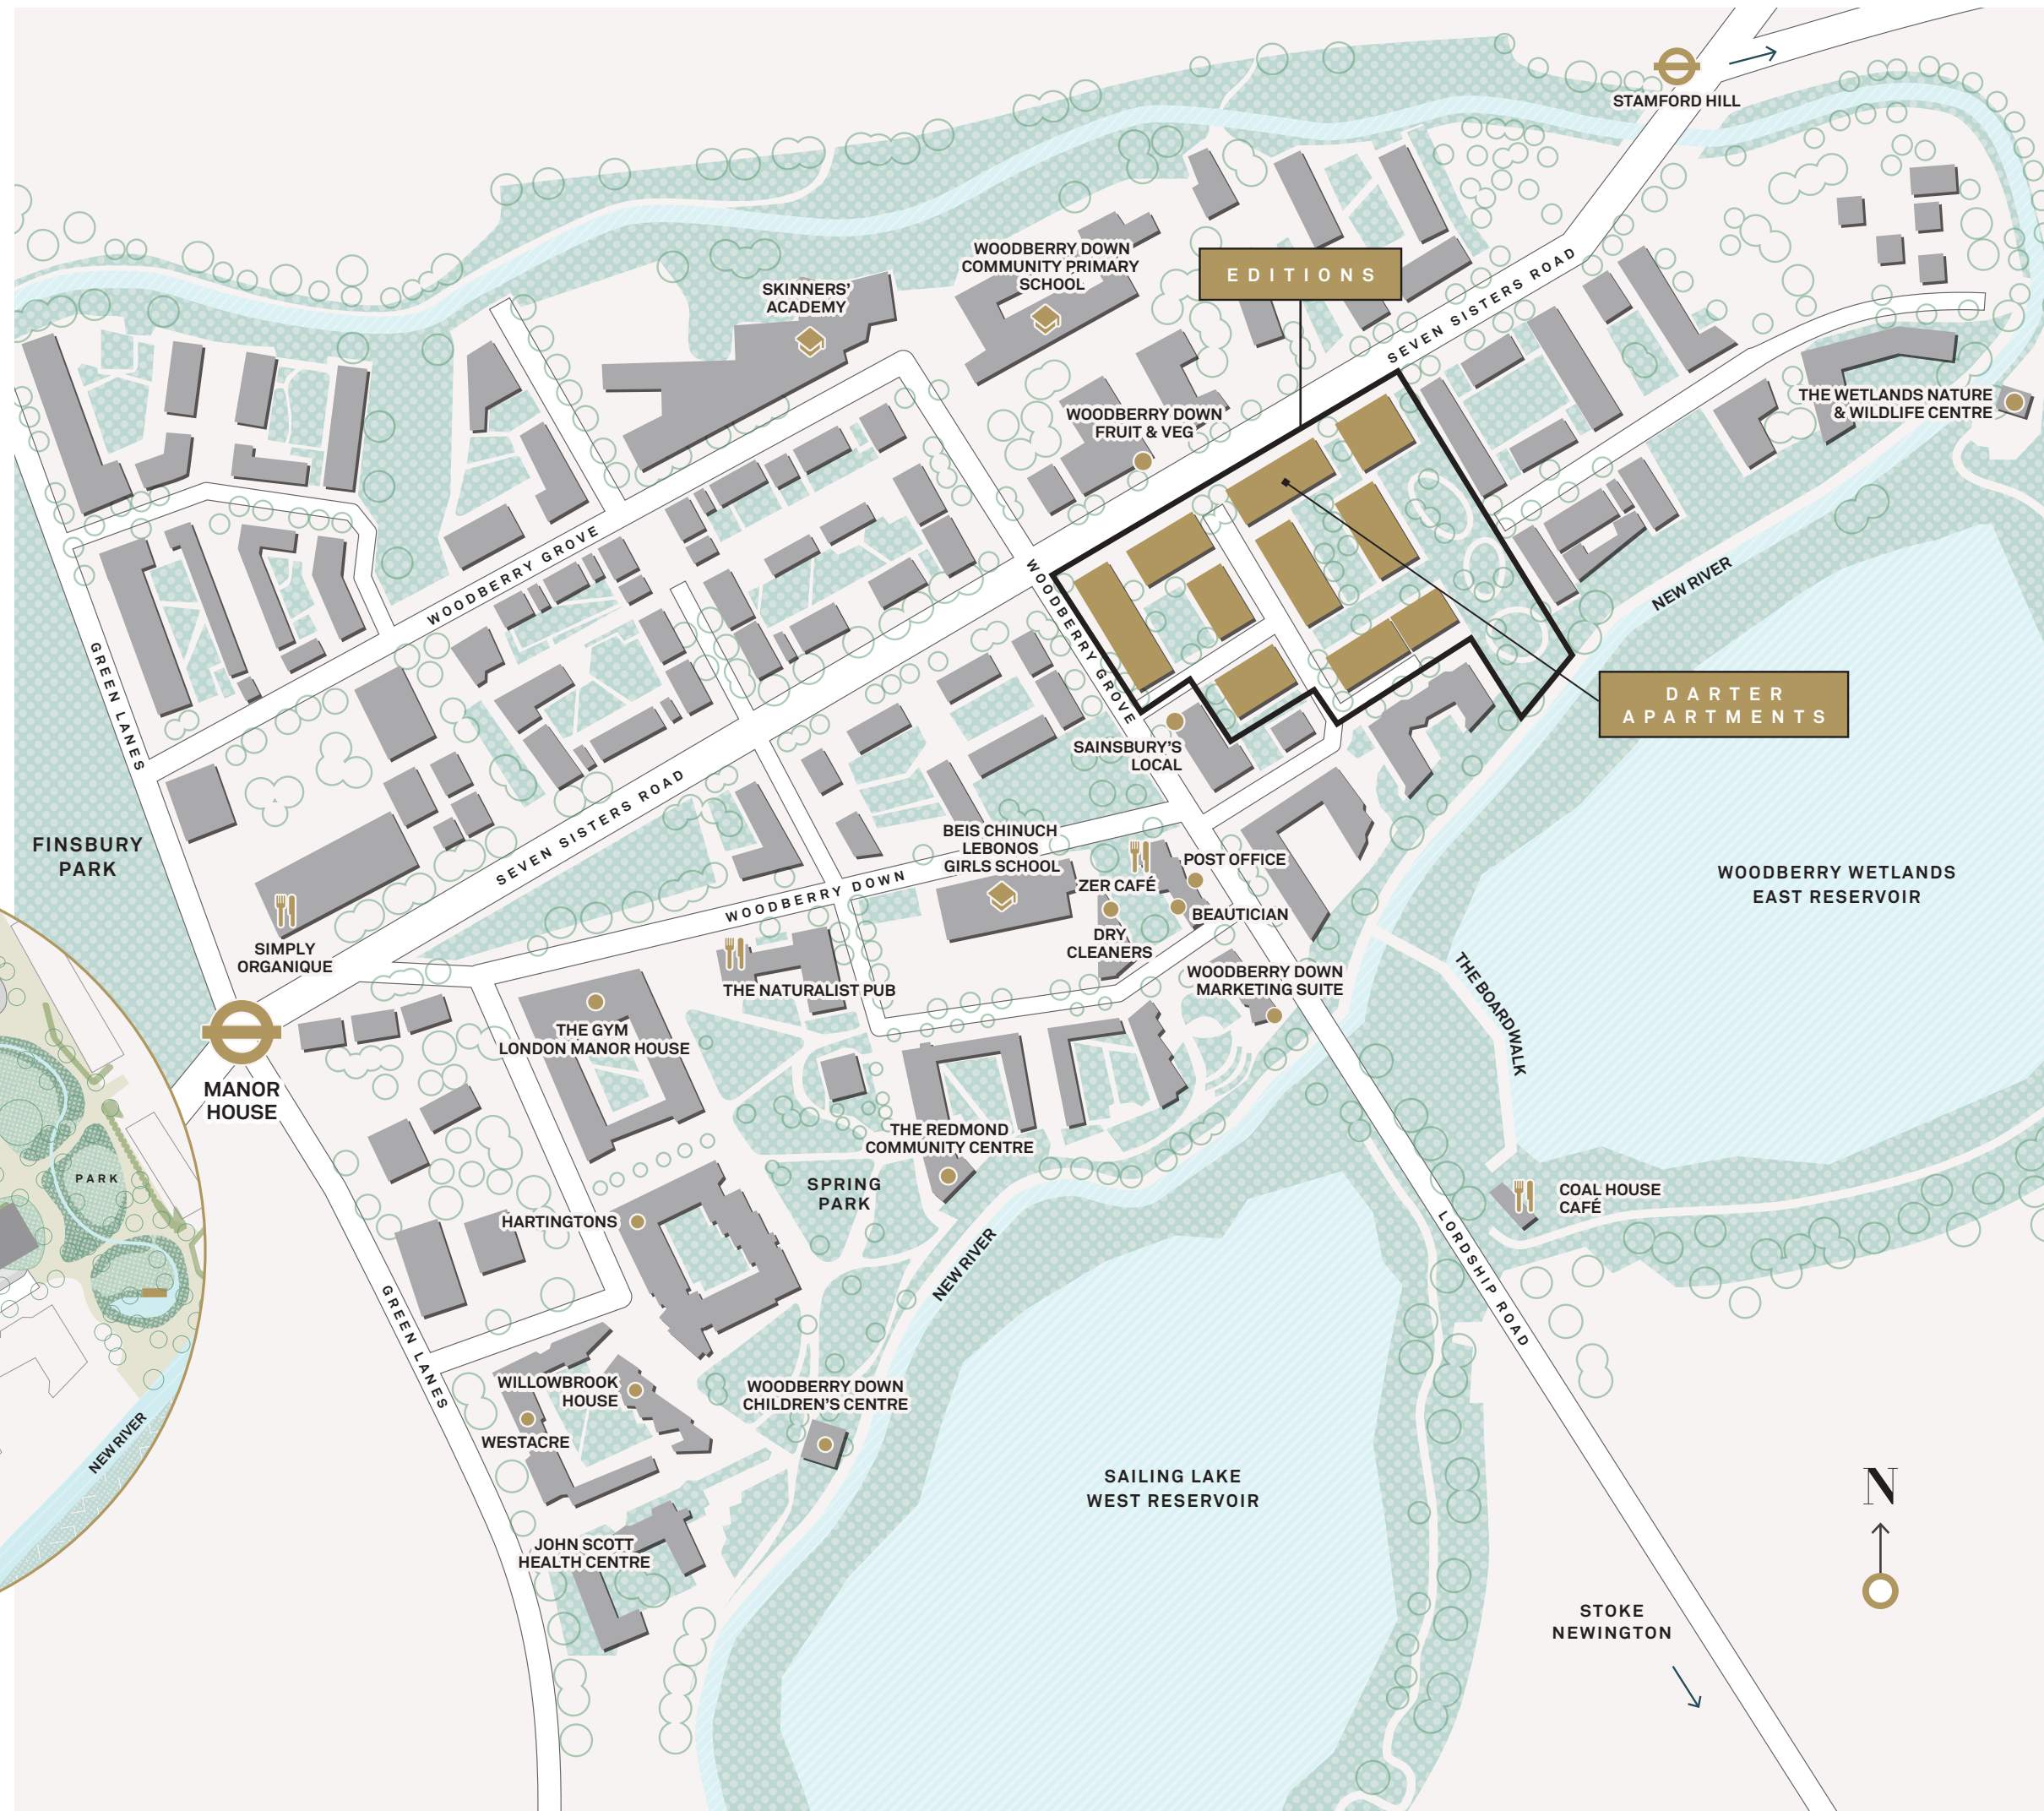 STAMFORD HILL
WOODBERRY DOWN
COMMUNITY PRIMARY
SCHOOL
EDITIONS
SEVEN SISTERS ROAD
SKINNERS'
ACADEMY
THE WETLANDS NATURE
& WILDLIFE CENTRE
WOODBERRY DOWN
FRUIT & VEG
WOODBERRY GROVE
WOODBERRY GROVE
NEW RIVER
GREEN LANES
DARTER
APARTMENTS
SAINSBURY'S
LOCAL
SEVEN SISTERS ROAD
FINSBURY
PARK
BEIS CHINUCH
LEBONOS
GIRLS SCHOOL
POST OFFICE
ZER CAFÉ
WOODBERRY WETLANDS
EAST RESERVOIR
WOODBERRY DOWN
BEAUTICIAN
DRY
CLEANERS
SIMPLY
ORGANIQUE
THE NATURALIST PUB
WOODBERRY DOWN
MARKETING SUITE
THE BOARDWALK
THE GYM
LONDON MANOR HOUSE
MANOR
HOUSE
THE REDMOND
COMMUNITY CENTRE
PARK
SPRING
PARK
COAL HOUSE
CAFÉ
HARTINGTONS
NEW RIVER
LORDSHIP ROAD
GREEN LANES
WILLOWBROOK
HOUSE
WOODBERRY DOWN
CHILDREN'S CENTRE
WESTACRE
NEW RIVER
SAILING LAKE
WEST RESERVOIR
N
JOHN SCOTT
HEALTH CENTRE
STOKE
NEWINGTON